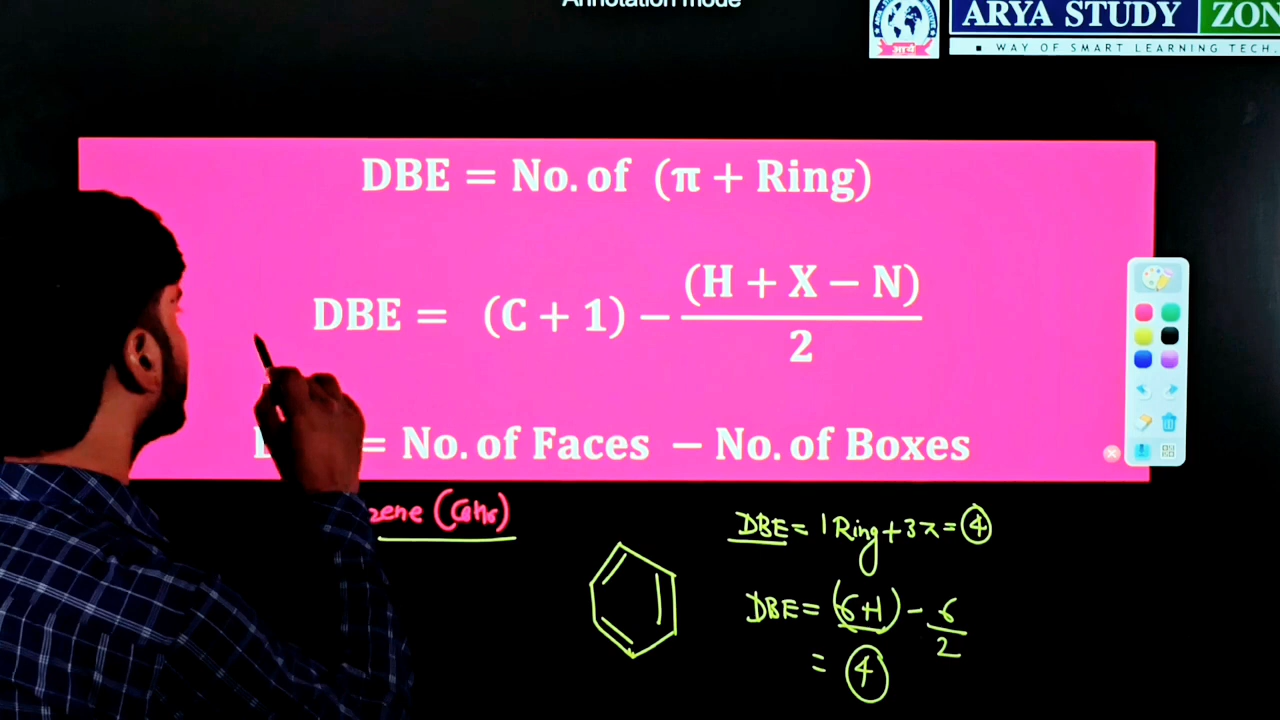 Annotation mode
ARYA STUDY ZON
▪ WAY OF SMART LEARNING TECH.
आर्य
DBE = No. of (π + Ring)
DBE = (C + 1) − (H + X − N)
2
= No. of Faces − No. of Boxes
zene (C6H6)
DBE = 1 Ring + 3π = 4
DBE = (6+1) − 6
2
= 4